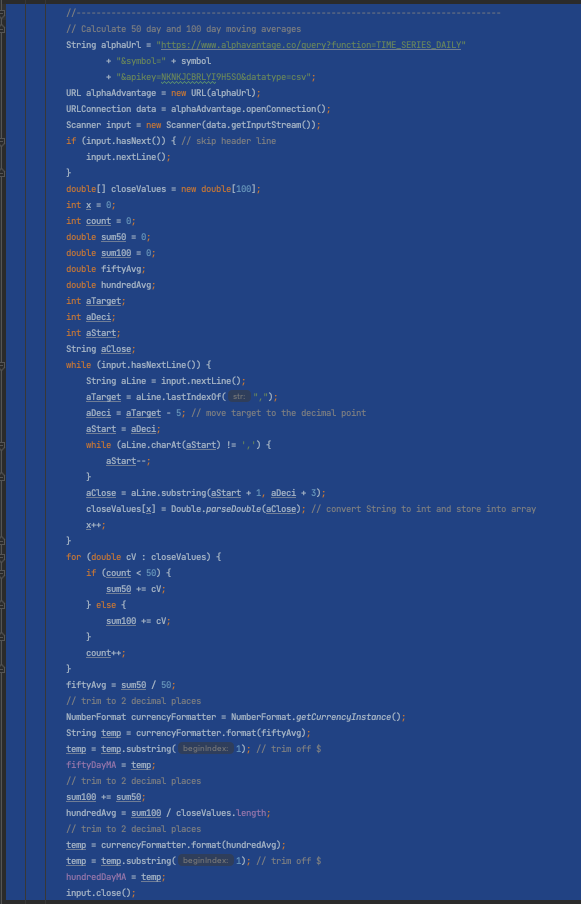 //-------------------------------------------------------------------------------------
// Calculate 50 day and 100 day moving averages
String alphaUrl = "https://www.alphavantage.co/query?function=TIME_SERIES_DAILY"
+ "&symbol=" + symbol
+ "&apikey=NKNKJCBRLYI9H5SO&datatype=csv";
URL alphaAdvantage = new URL(alphaUrl);
URLConnection data = alphaAdvantage.openConnection();
Scanner input = new Scanner(data.getInputStream());
if (input.hasNext()) { // skip header line
input.nextLine();
}
double[] closeValues = new double[100];
int x = 0;
int count = 0;
double sum50 = 0;
double sum100 = 0;
double fiftyAvg;
double hundredAvg;
int aTarget;
int aDeci;
int aStart;
String aClose;
while (input.hasNextLine()) {
String aLine = input.nextLine();
aTarget = aLine.lastIndexOf( str: ",");
aDeci = aTarget - 5; // move target to the decimal point
aStart = aDeci;
while (aLine.charAt(aStart) != ',') {
aStart--;
}
aClose = aLine.substring(aStart + 1, aDeci + 3);
closeValues[x] = Double.parseDouble(aClose); // convert String to int and store into array
x++;
}
for (double cV : closeValues) {
if (count < 50) {
sum50 += cV;
} else {
sum100 += cV;
}
count++;
}
fiftyAvg = sum50 / 50;
// trim to 2 decimal places
NumberFormat currencyFormatter = NumberFormat.getCurrencyInstance();
String temp = currencyFormatter.format(fiftyAvg);
temp = temp.substring( beginIndex: 1); // trim off $
fiftyDayMA = temp;
// trim to 2 decimal places
sum100 += sum50;
hundredAvg = sum100 / closeValues.length;
// trim to 2 decimal places
temp = currencyFormatter.format(hundredAvg);
temp = temp.substring( beginIndex: 1); // trim off $
hundredDayMA = temp;
input.close();